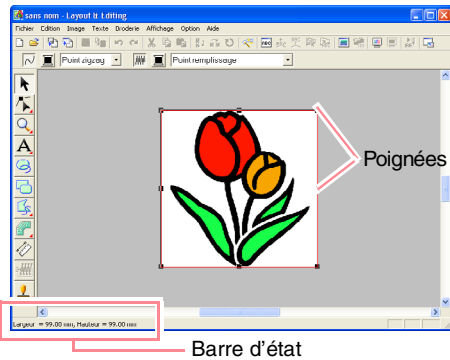 sans nom - Layout & Editing
Fichier Edition Image Texte Broderie Affichage Option Aide
ABC
Point zigzag Point remplissage
A
Poignées
Largeur = 99.00 mm, Hauteur = 99.00 mm
Barre d'état